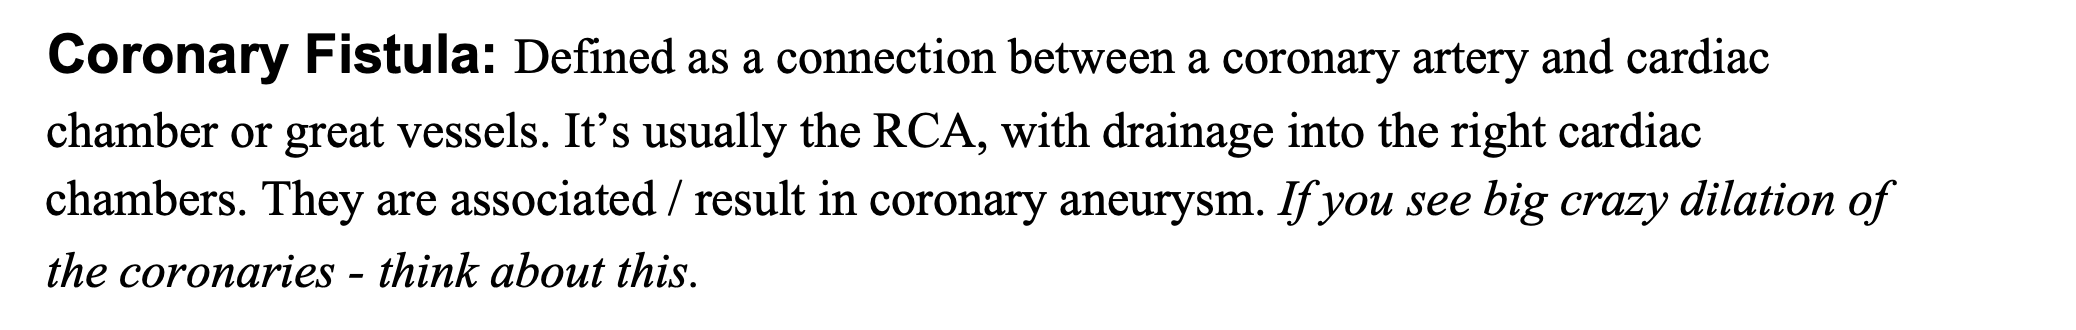 Coronary Fistula: Defined as a connection between a coronary artery and cardiac
chamber or great vessels. It’s usually the RCA, with drainage into the right cardiac
chambers. They are associated / result in coronary aneurysm. If you see big crazy dilation of
the coronaries - think about this.